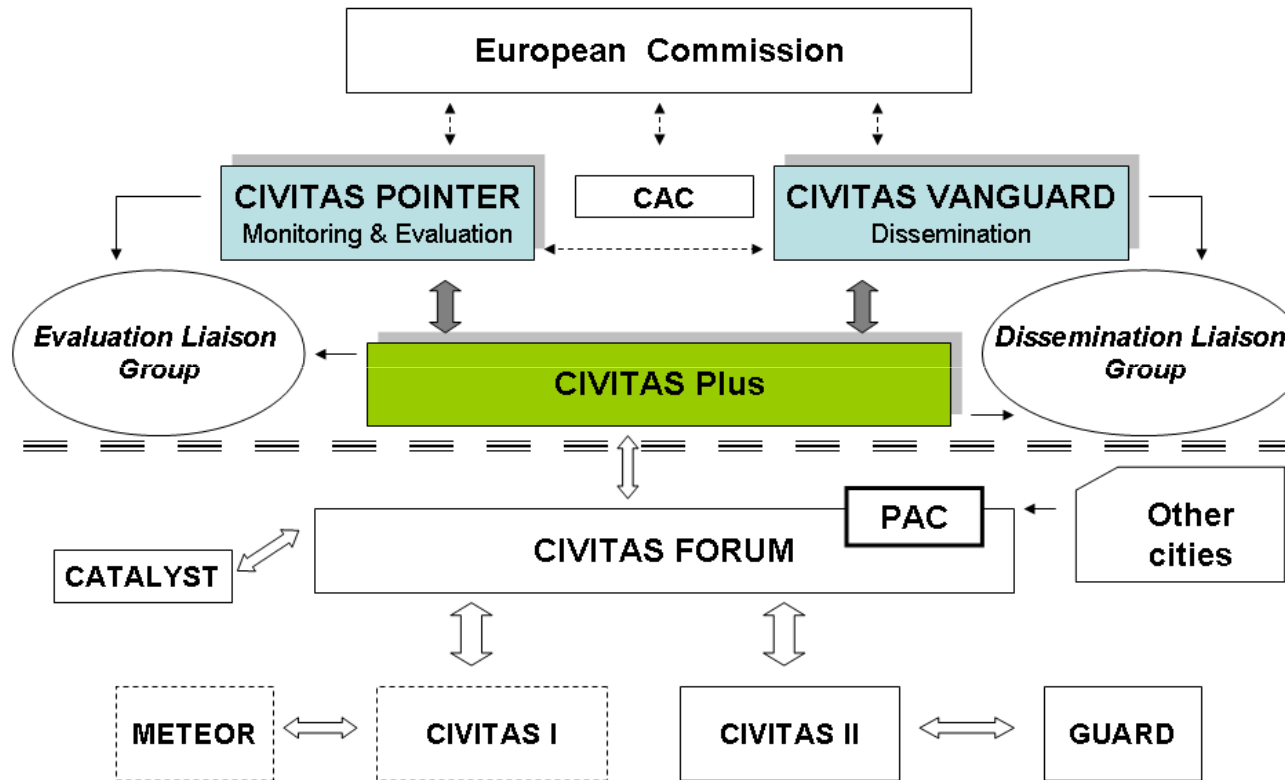 European Commission
CIVITAS POINTER
Monitoring & Evaluation
CAC
CIVITAS VANGUARD
Dissemination
Evaluation Liaison
Group
CIVITAS Plus
Dissemination Liaison
Group
PAC
CIVITAS FORUM
Other
cities
CATALYST
METEOR
CIVITAS I
CIVITAS II
GUARD